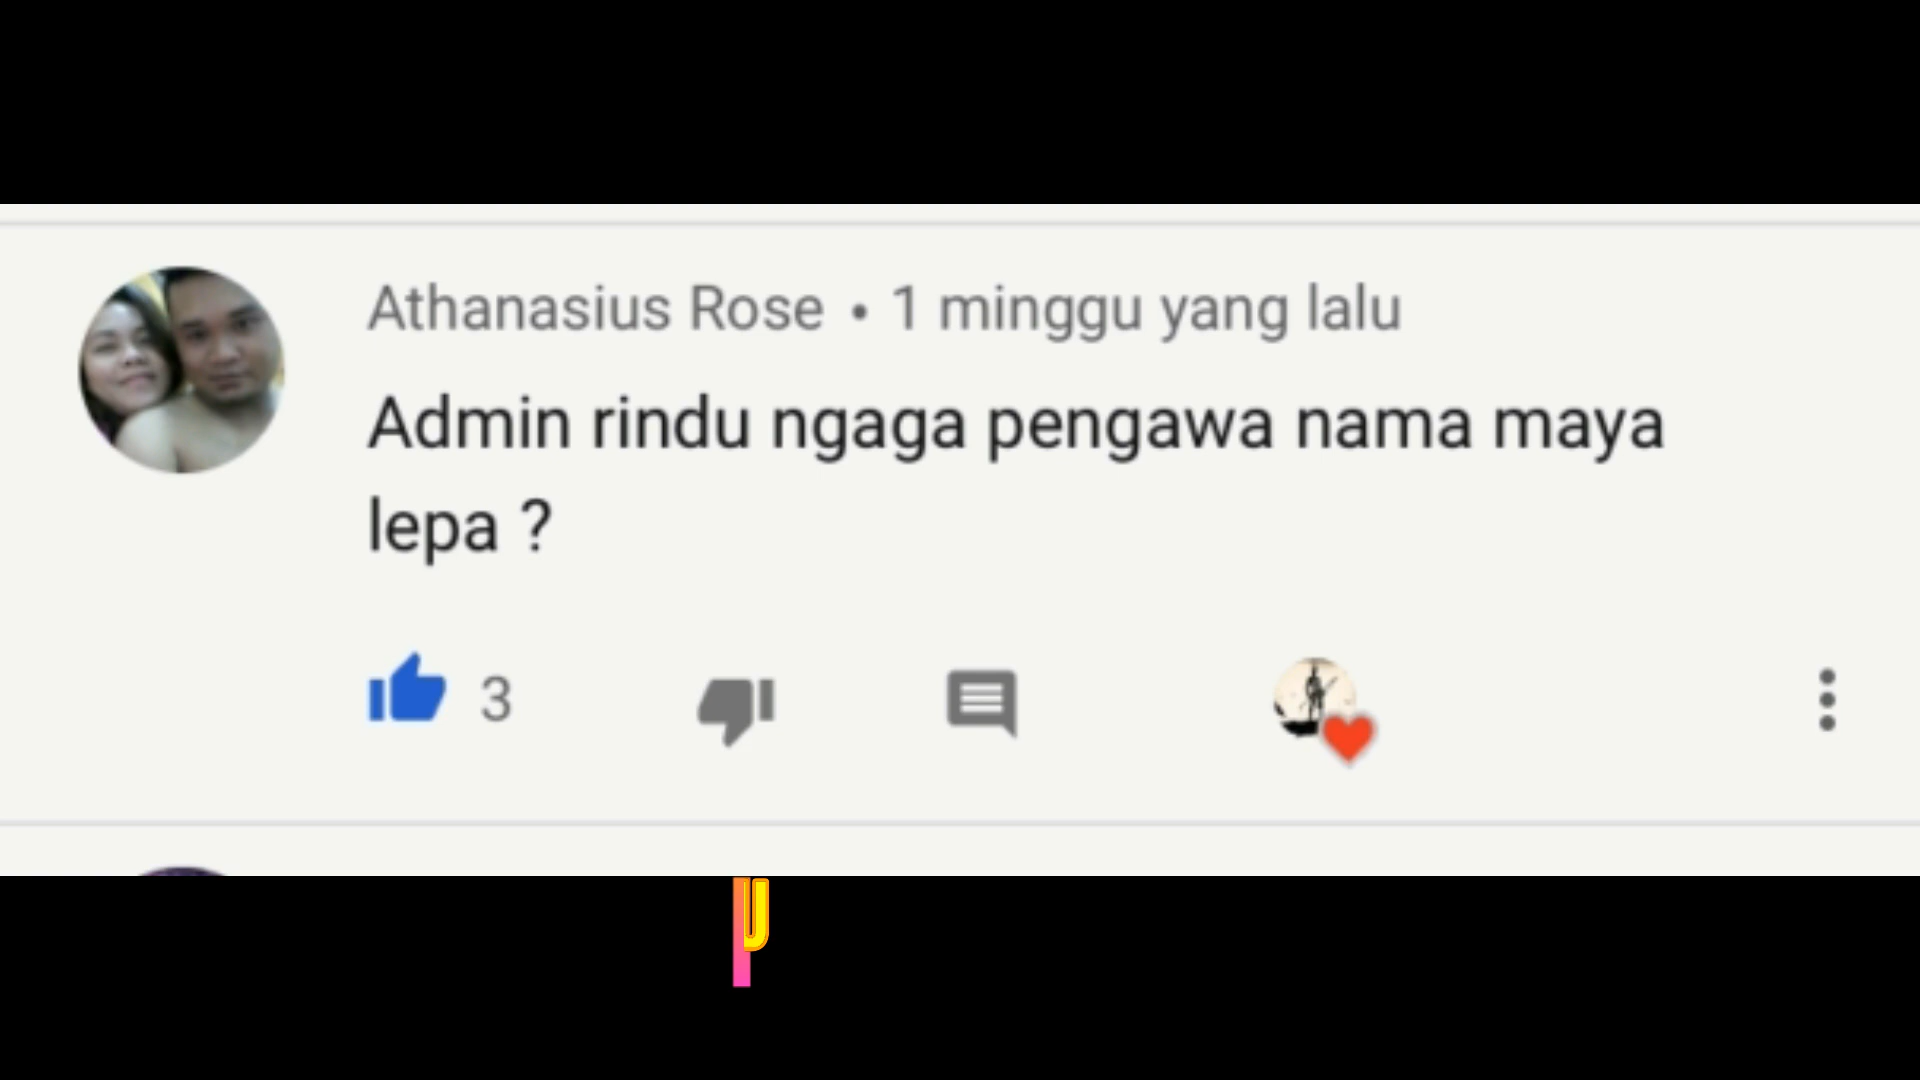 Athanasius Rose • 1 minggu yang lalu
Admin rindu ngaga pengawa nama maya
lepa ?
3